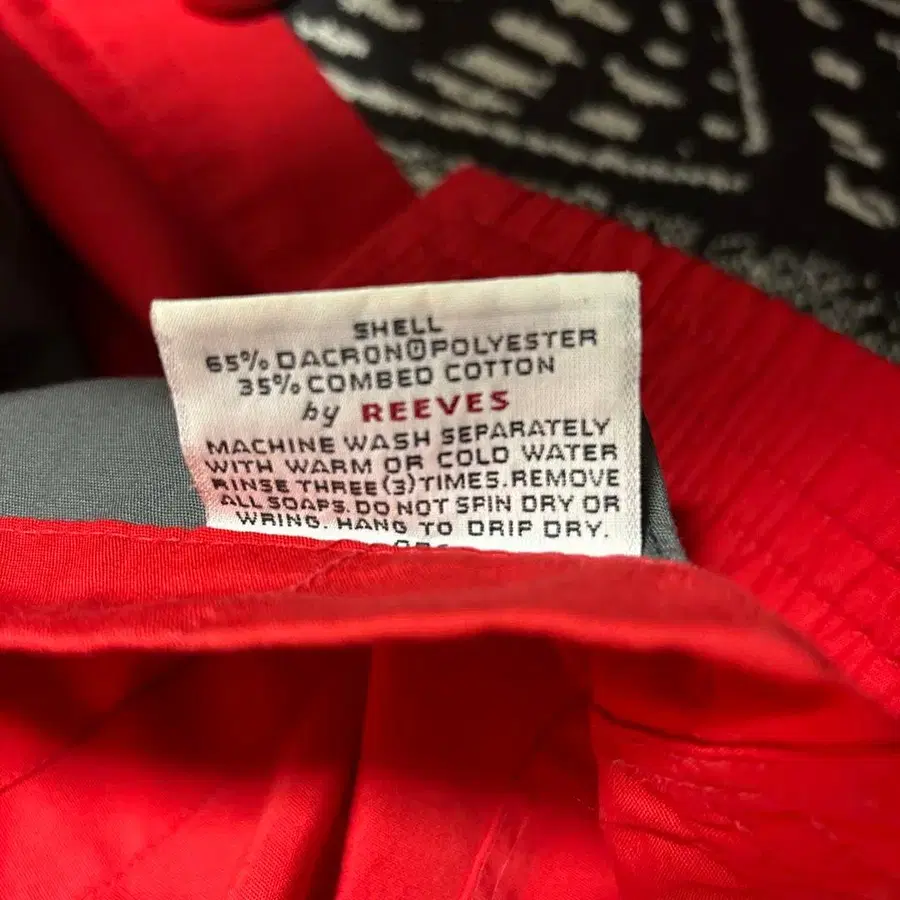 SHELL
65% DACRON® POLYESTER
35% COMBED COTTON
by REEVES
MACHINE WASH SEPARATELY
WITH WARM OR COLD WATER
RINSE THREE (3) TIMES. REMOVE
ALL SOAPS. DO NOT SPIN DRY OR
WRING. HANG TO DRIP DRY.